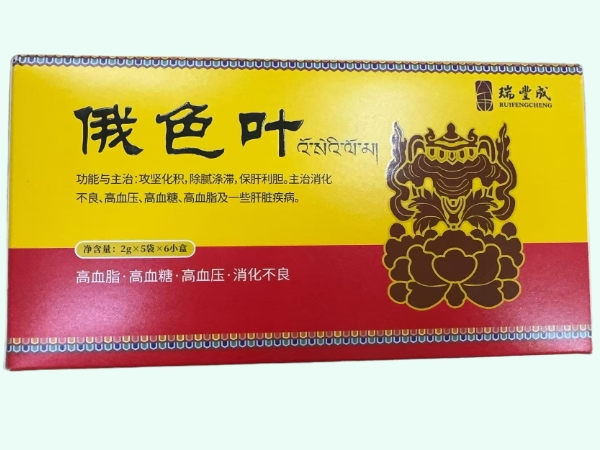 瑞豐成
RUIFENGCHENG
俄色叶
འོ་སེའི་ལོ་མ།
功能与主治：攻坚化积，除腻涤滞，保肝利胆。主治消化
不良、高血压、高血糖、高血脂及一些肝脏疾病。
净含量：2g×5袋×6小盒
高血脂·高血糖·高血压·消化不良